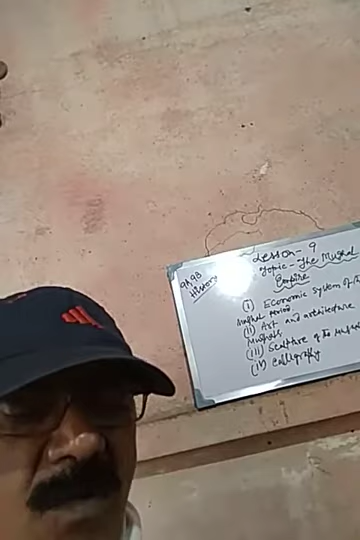 Lesson - 9
9A, 9B
History
Topic - The Mughal
Empire
(i) Economic System of the
Mughal period.
(ii) Art and architecture
Mughals
(iii) Sculpture of the
(iv) Calligraphy